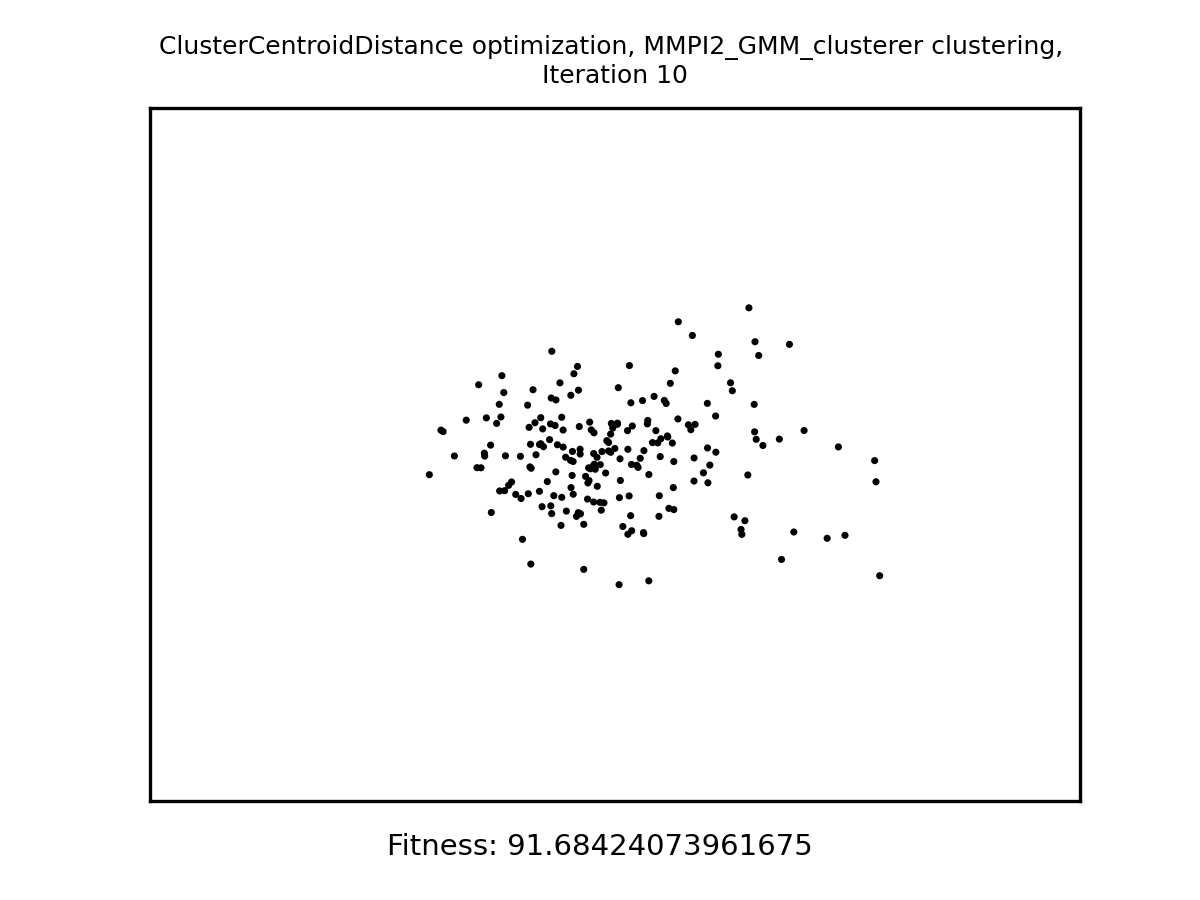 ClusterCentroidDistance optimization, MMPI2_GMM_clusterer clustering,
Iteration 10
Fitness: 91.68424073961675